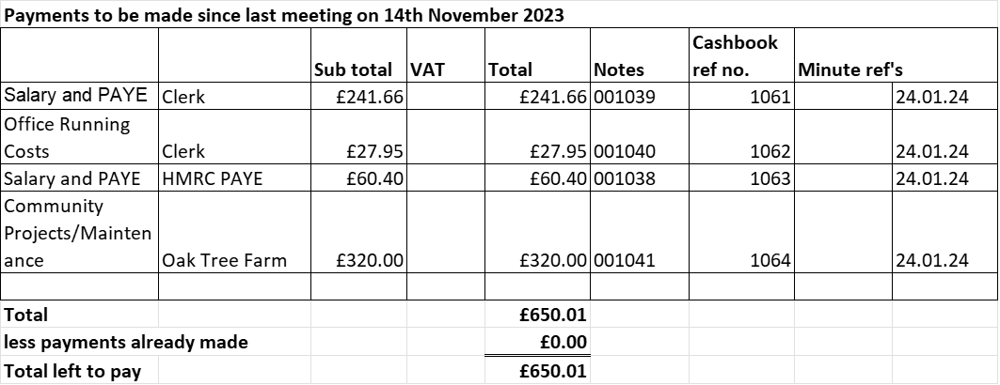 Payments to be made since last meeting on 14th November 2023
Cashbook
Sub total VAT Total Notes ref no. Minute ref's
Salary and PAYE Clerk £241.66 £241.66 001039 1061 24.01.24
Office Running
Costs Clerk £27.95 £27.95 001040 1062 24.01.24
Salary and PAYE HMRC PAYE £60.40 £60.40 001038 1063 24.01.24
Community
Projects/Mainten
ance Oak Tree Farm £320.00 £320.00 001041 1064 24.01.24
Total £650.01
less payments already made £0.00
Total left to pay £650.01